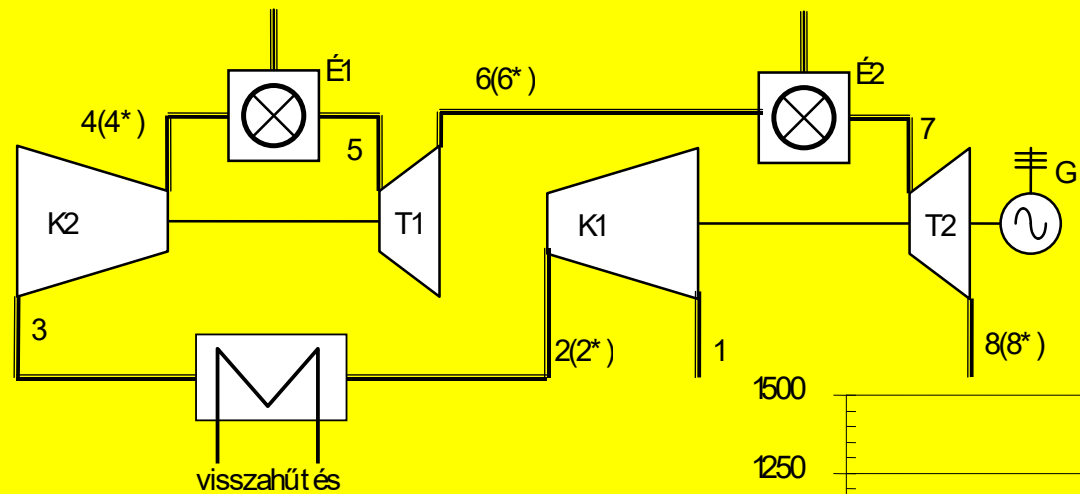 É1
É2
6(6*)
4(4*)
5
7
K2
T1
K1
T2
G
3
2(2*)
1
8(8*)
visszahűtés
1500
1250